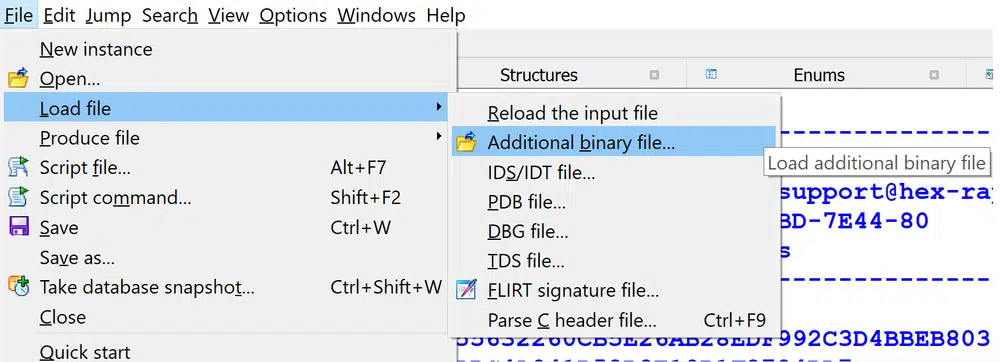 File Edit Jump Search View Options Windows Help
New instance
Open...
Structures
Enums
Load file
Reload the input file
Produce file
Additional binary file...
Load additional binary file
Script file... Alt+F7
IDS/IDT file...
Script command... Shift+F2
PDB file...
support@hex-ra
Save Ctrl+W
DBG file...
BD-7E44-80
Save as...
TDS file...
s
Take database snapshot... Ctrl+Shift+W
FLIRT signature file...
Close
Parse C header file... Ctrl+F9
Quick start
55632260CB5E26AB28EDF992C3D4BBEB803